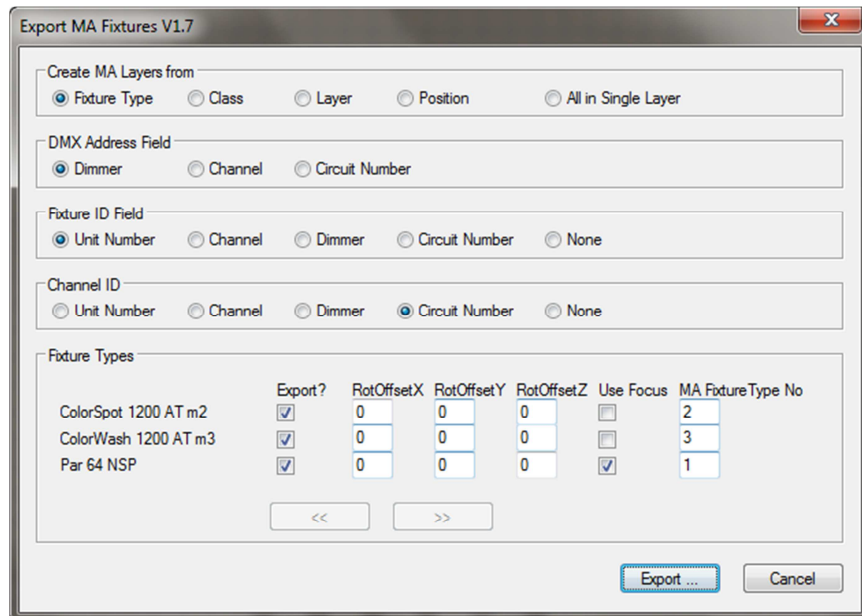 Export MA Fixtures V1.7
Create MA Layers from
Fixture Type Class Layer Position All in Single Layer
DMX Address Field
Dimmer Channel Circuit Number
Fixture ID Field
Unit Number Channel Dimmer Circuit Number None
Channel ID
Unit Number Channel Dimmer Circuit Number None
Fixture Types
Export? RotOffsetX RotOffsetY RotOffsetZ Use Focus MA FixtureType No
ColorSpot 1200 AT m2 0 0 0 2
ColorWash 1200 AT m3 0 0 0 3
Par 64 NSP 0 0 0 1
<< >>
Export ... Cancel